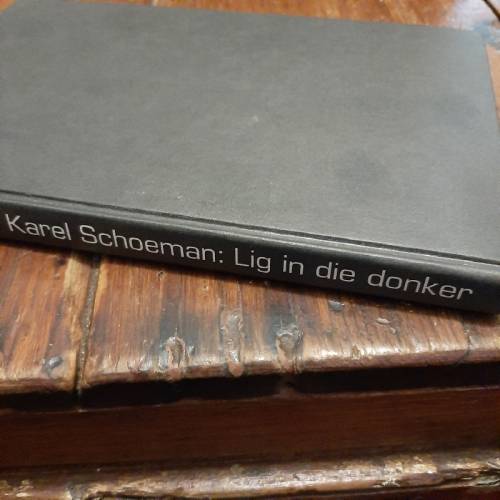 Karel Schoeman: Lig in die donker